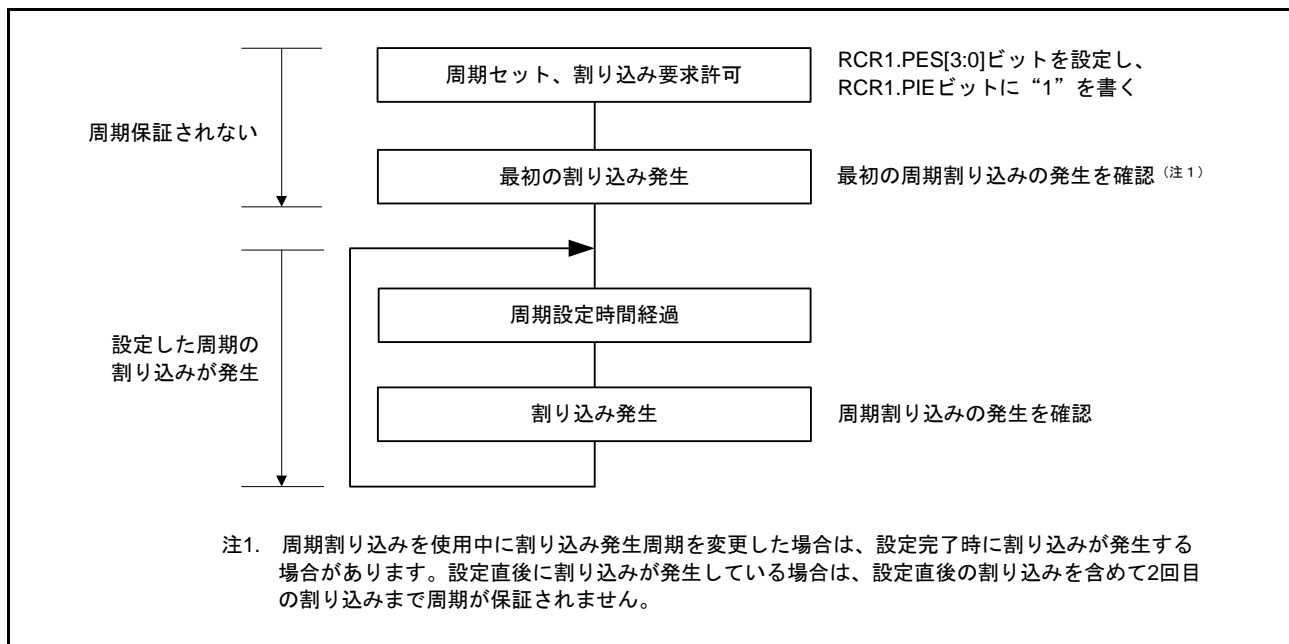 周期セット、割り込み要求許可
RCR1.PES[3:0]ビットを設定し、
RCR1.PIEビットに“1”を書く
周期保証されない
最初の割り込み発生
最初の周期割り込みの発生を確認（注1）
周期設定時間経過
設定した周期の
割り込みが発生
割り込み発生
周期割り込みの発生を確認
注1. 周期割り込みを使用中に割り込み発生周期を変更した場合は、設定完了時に割り込みが発生する
場合があります。設定直後に割り込みが発生している場合は、設定直後の割り込みを含めて2回目
の割り込みまで周期が保証されません。